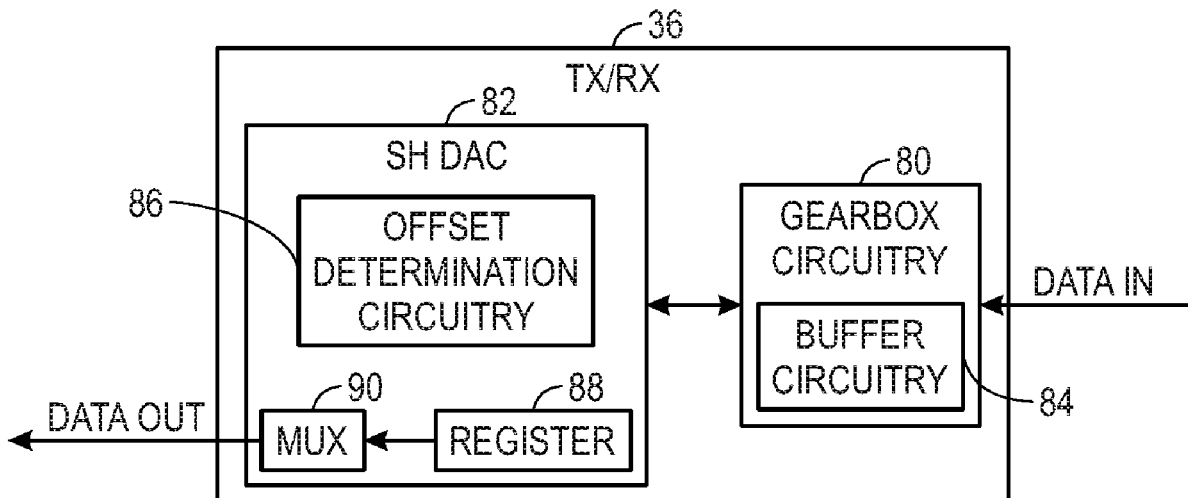 36
TX/RX
82
SH DAC
80
86
OFFSET
DETERMINATION
CIRCUITRY
GEARBOX
CIRCUITRY
DATA IN
BUFFER
CIRCUITRY
84
90
88
DATA OUT
MUX
REGISTER